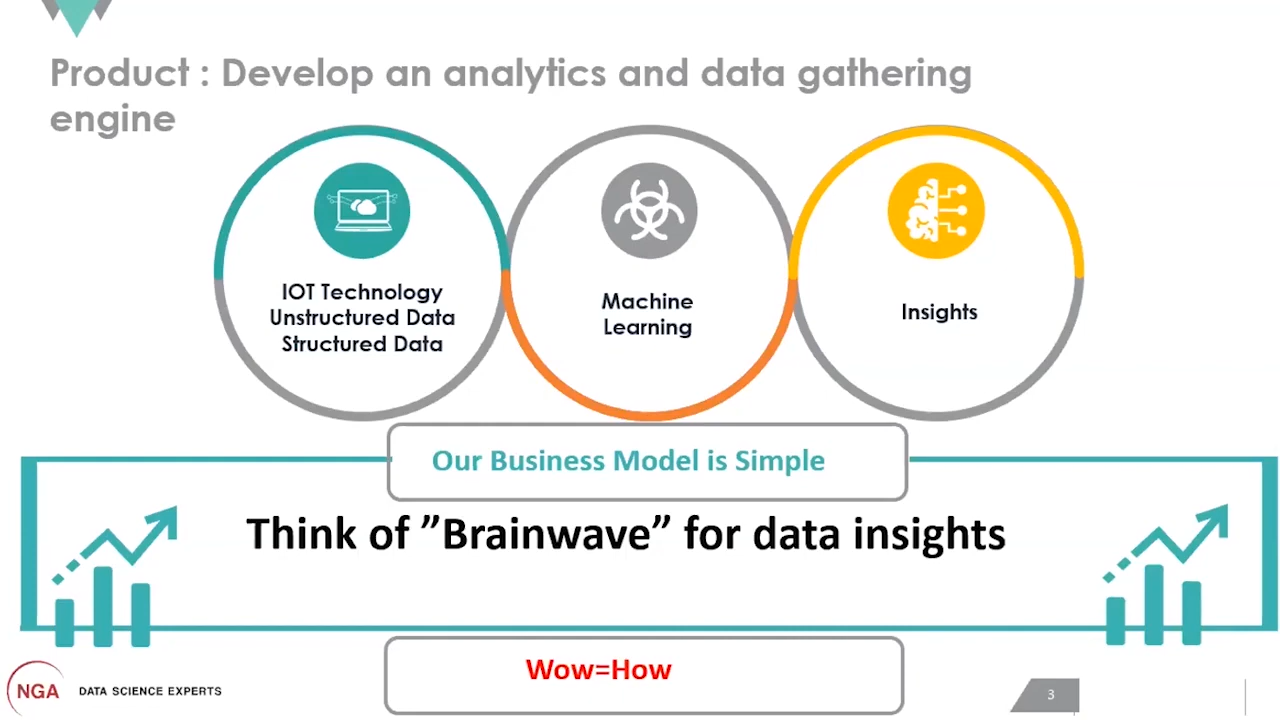 Product : Develop an analytics and data gathering
engine
IOT Technology
Unstructured Data
Structured Data
Machine
Learning
Insights
Our Business Model is Simple
Think of ”Brainwave” for data insights
Wow=How
NGA DATA SCIENCE EXPERTS
3